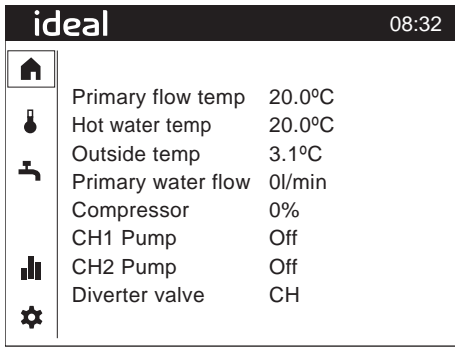 ideal 08:32
Primary flow temp 20.0ºC
Hot water temp 20.0ºC
Outside temp 3.1ºC
Primary water flow 0l/min
Compressor 0%
CH1 Pump Off
CH2 Pump Off
Diverter valve CH